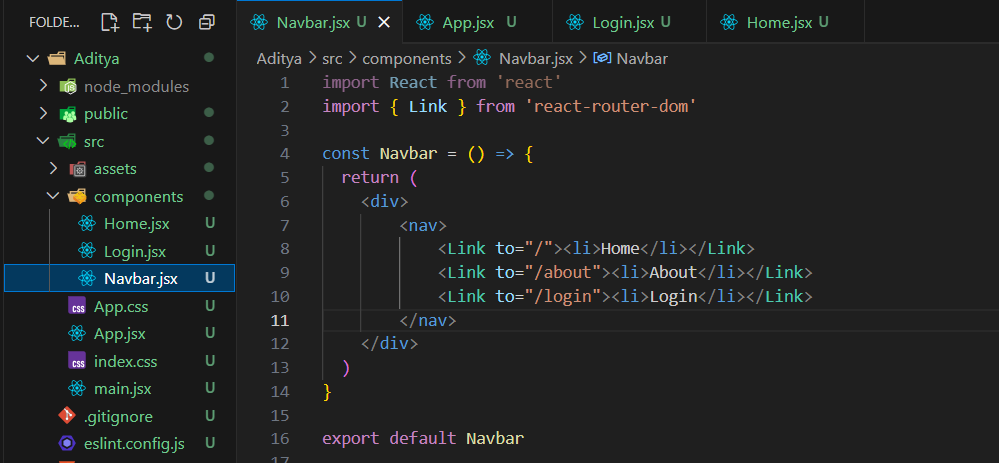 FOLDE...
Aditya
node_modules
public
src
assets
components
Home.jsx U
Login.jsx U
Navbar.jsx U
App.css U
App.jsx U
index.css U
main.jsx U
.gitignore U
eslint.config.js U
Navbar.jsx U
App.jsx U
Login.jsx U
Home.jsx U
Aditya > src > components > Navbar.jsx > Navbar
1 import React from 'react'
2 import { Link } from 'react-router-dom'
3
4 const Navbar = () => {
5 return (
6 <div>
7 <nav>
8 <Link to="/"><li>Home</li></Link>
9 <Link to="/about"><li>About</li></Link>
10 <Link to="/login"><li>Login</li></Link>
11 </nav>
12 </div>
13 )
14 }
15
16 export default Navbar
17